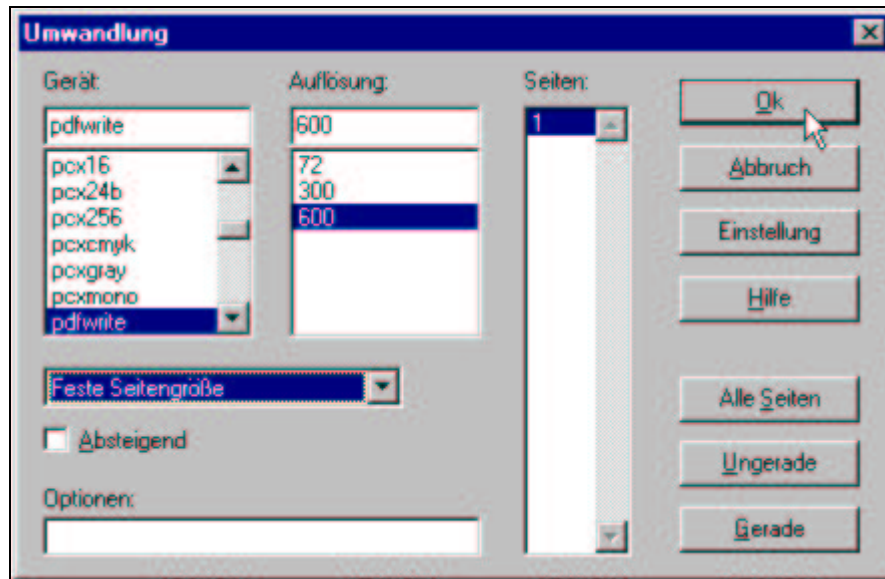 Umwandlung
Gerät:
pdfwrite
pcx16
pcx24b
pcx256
pcxcmyk
pcxgray
pcxmono
pdfwrite
Feste Seitengröße
Absteigend
Optionen:
Auflösung:
600
72
300
600
Seiten:
1
Ok
Abbruch
Einstellung
Hilfe
Alle Seiten
Ungerade
Gerade